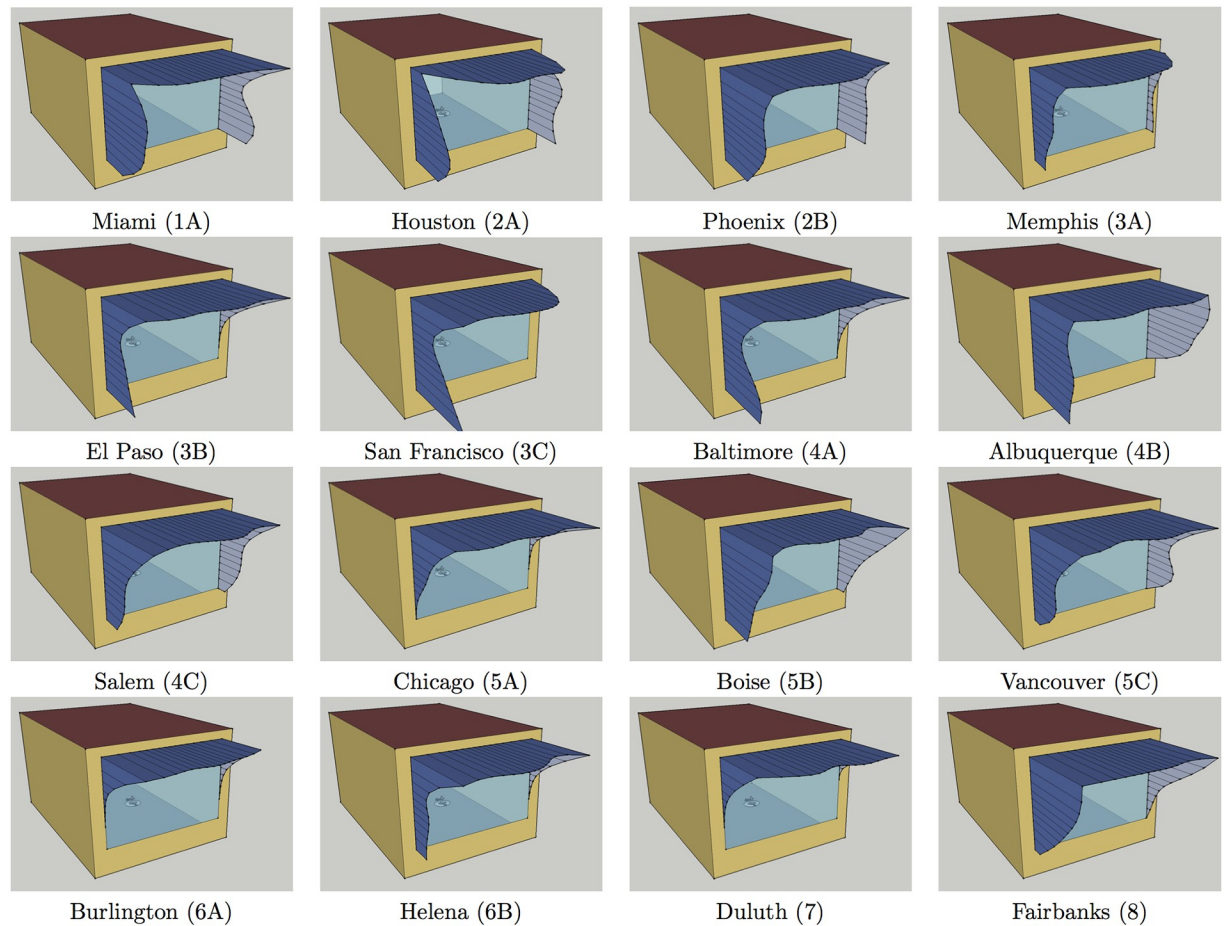 Miami (1A)
Houston (2A)
Phoenix (2B)
Memphis (3A)
El Paso (3B)
San Francisco (3C)
Baltimore (4A)
Albuquerque (4B)
Salem (4C)
Chicago (5A)
Boise (5B)
Vancouver (5C)
Burlington (6A)
Helena (6B)
Duluth (7)
Fairbanks (8)